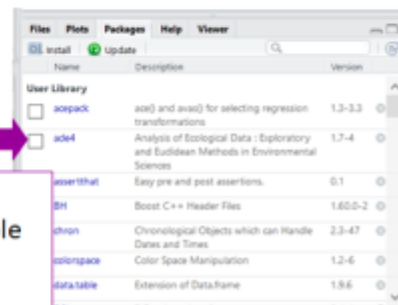 Files Plots Packages Help Viewer
Install Update
Name Description Version
User Library
acepack ace() and avas() for selecting regression 1.3-3.3
transformations
ade4 Analysis of Ecological Data : Exploratory 1.7-4
and Euclidean Methods in Environmental
Sciences
assertthat Easy pre and post assertions. 0.1
BH Boost C++ Header Files 1.60.0-2
chron Chronological Objects which can Handle 2.3-47
Dates and Times
colorspace Color Space Manipulation 1.2-6
data.table Extension of Data.frame 1.9.6